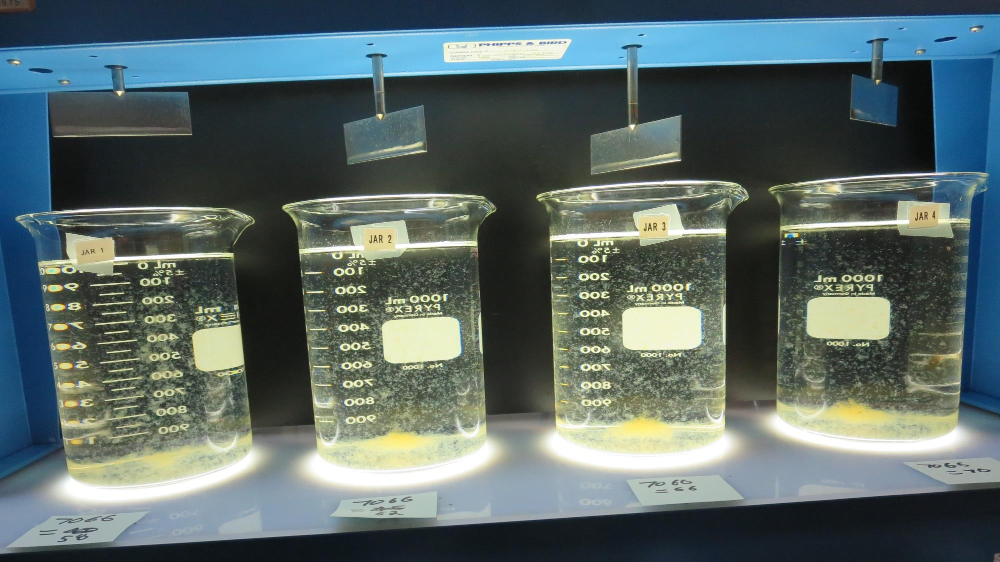 975
PHIPPS & BIRD
CATALOG #
SERIAL #
VOLTS
AMPS
JAR 1
JAR 2
JAR 3
JAR 4
mL 0
±5%
100
200
300
400
500
600
700
800
900
mL
X®
mL 0
±5%
100
200
300
400
500
600
700
800
900
1000 mL
PYREX®
Made in Germany
No. 1000
mL 0
±5%
100
200
300
400
500
600
700
800
900
1000 mL
PYREX®
Made in Germany
No. 1000
1000 mL
PYREX®
Made in Germany
No. 1000
7066
= 58
7066
= 62
7066
= 66
7066
= 70